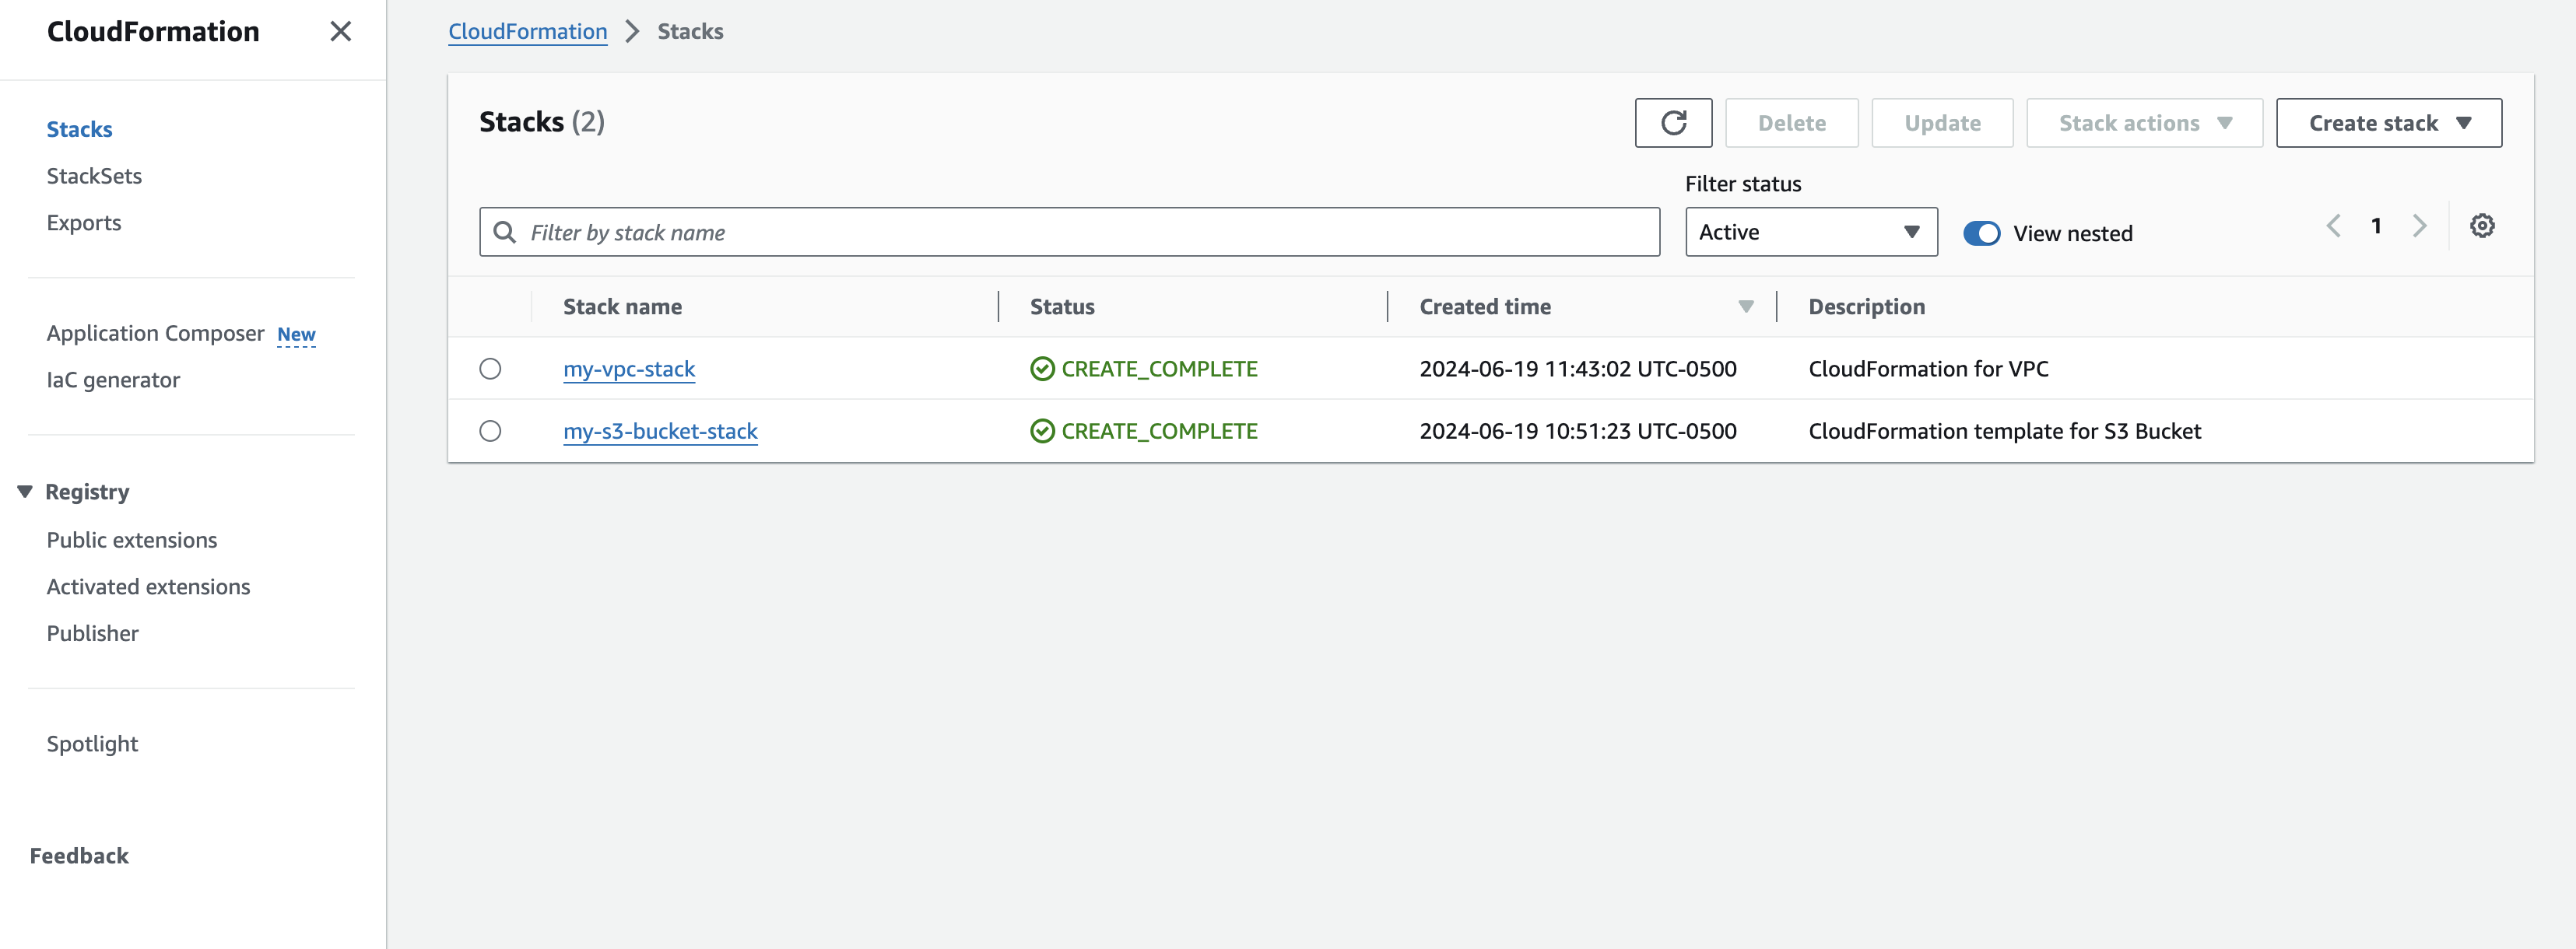 CloudFormation
Stacks
StackSets
Exports
Application Composer New
IaC generator
Registry
Public extensions
Activated extensions
Publisher
Spotlight
Feedback
CloudFormation Stacks
Stacks (2)
Delete Update Stack actions Create stack
Filter status
Filter by stack name Active View nested 1
Stack name Status Created time Description
my-vpc-stack CREATE_COMPLETE 2024-06-19 11:43:02 UTC-0500 CloudFormation for VPC
my-s3-bucket-stack CREATE_COMPLETE 2024-06-19 10:51:23 UTC-0500 CloudFormation template for S3 Bucket